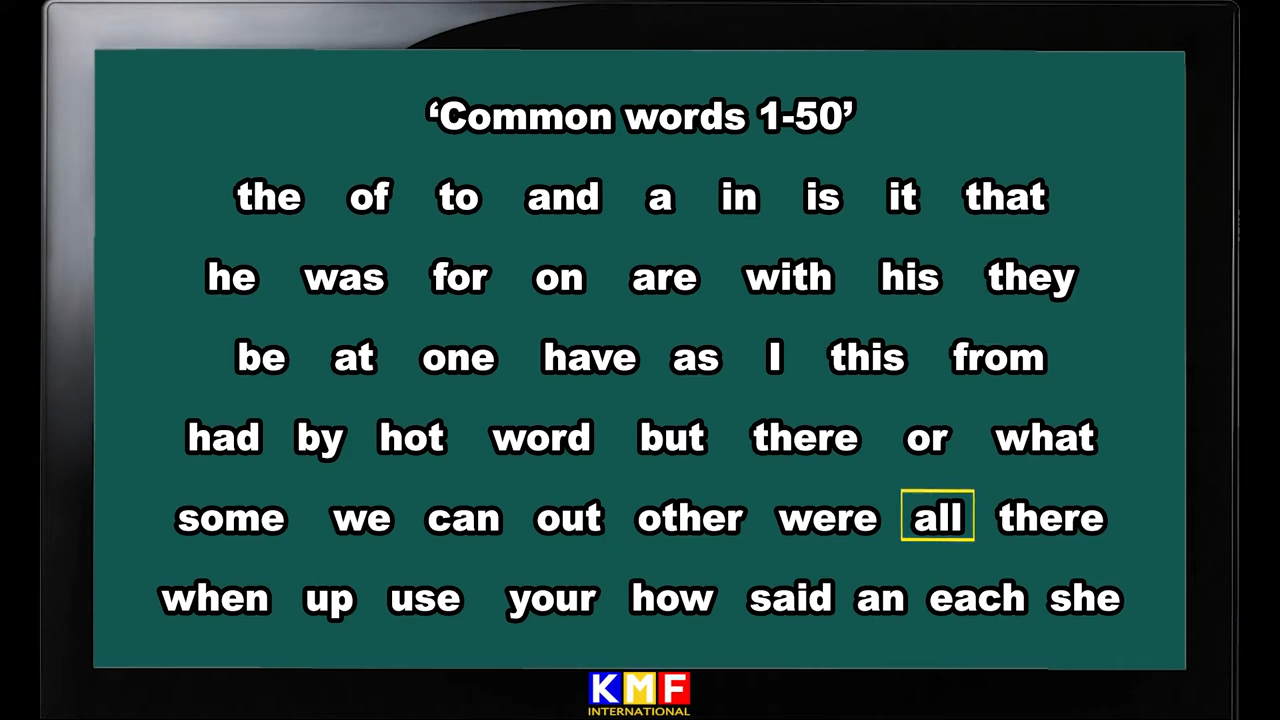 ‘Common words 1-50’
the of to and a in is it that
he was for on are with his they
be at one have as I this from
had by hot word but there or what
some we can out other were all there
when up use your how said an each she
KMF
INTERNATIONAL